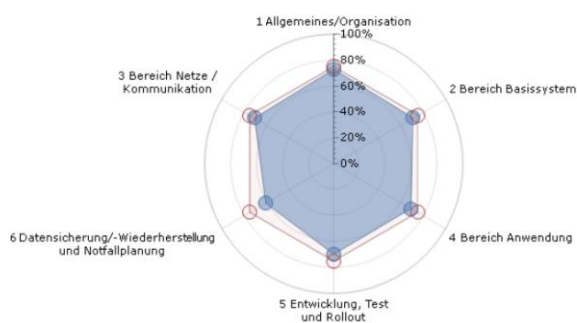 1 Allgemeines/Organisation
100%
80%
60%
40%
20%
0%
2 Bereich Basissystem
3 Bereich Netze /
Kommunikation
4 Bereich Anwendung
6 Datensicherung/-Wiederherstellung
und Notfallplanung
5 Entwicklung, Test
und Rollout